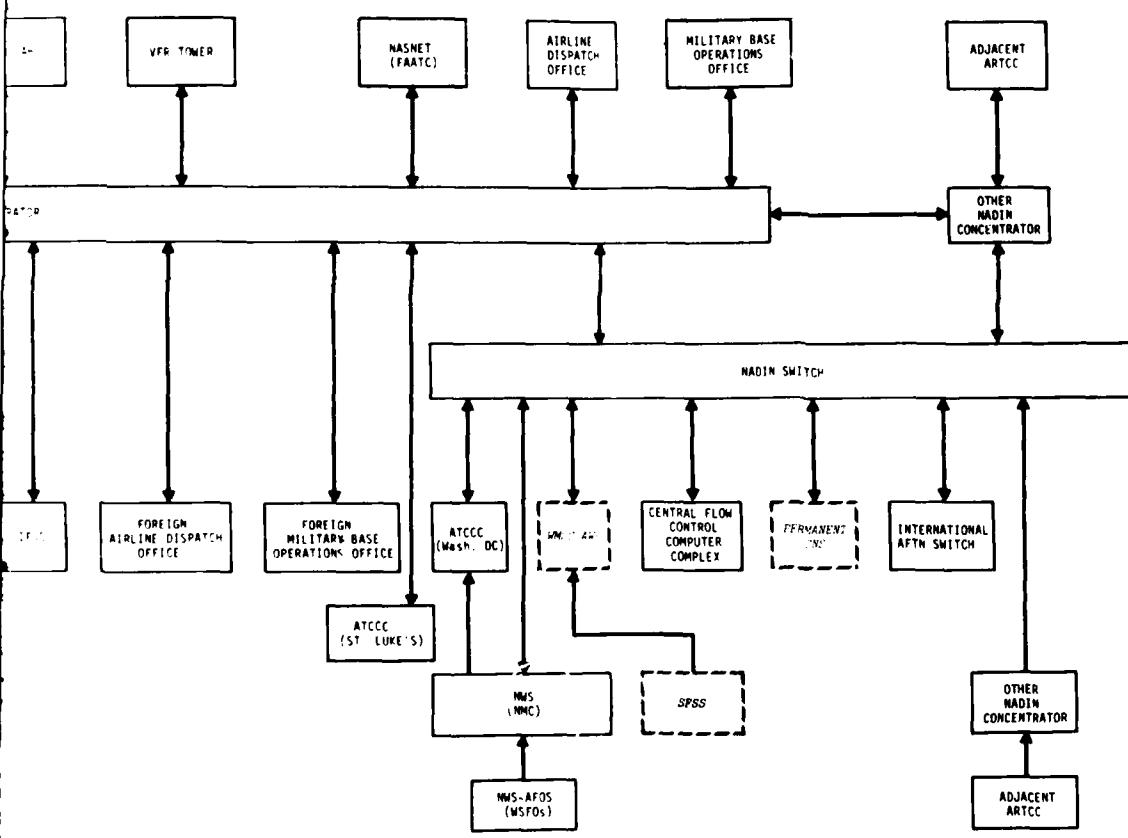 VFR TOWER
NASNET
(FAATC)
AIRLINE
DISPATCH
OFFICE
MILITARY BASE
OPERATIONS
OFFICE
ADJACENT
ARTCC
RATOR
OTHER
NADIN
CONCENTRATOR
NADIN SWITCH
FOREIGN
AIRLINE DISPATCH
OFFICE
FOREIGN
MILITARY BASE
OPERATIONS OFFICE
ATCCC
(Wash. DC)
CENTRAL FLOW
CONTROL
COMPUTER
COMPLEX
PERMANENT
INTERNATIONAL
AFTN SWITCH
ATCCC
(ST LUKE'S)
NWS
(NMC)
SFSS
OTHER
NADIN
CONCENTRATOR
NWS-AFOS
(WSFOs)
ADJACENT
ARTCC